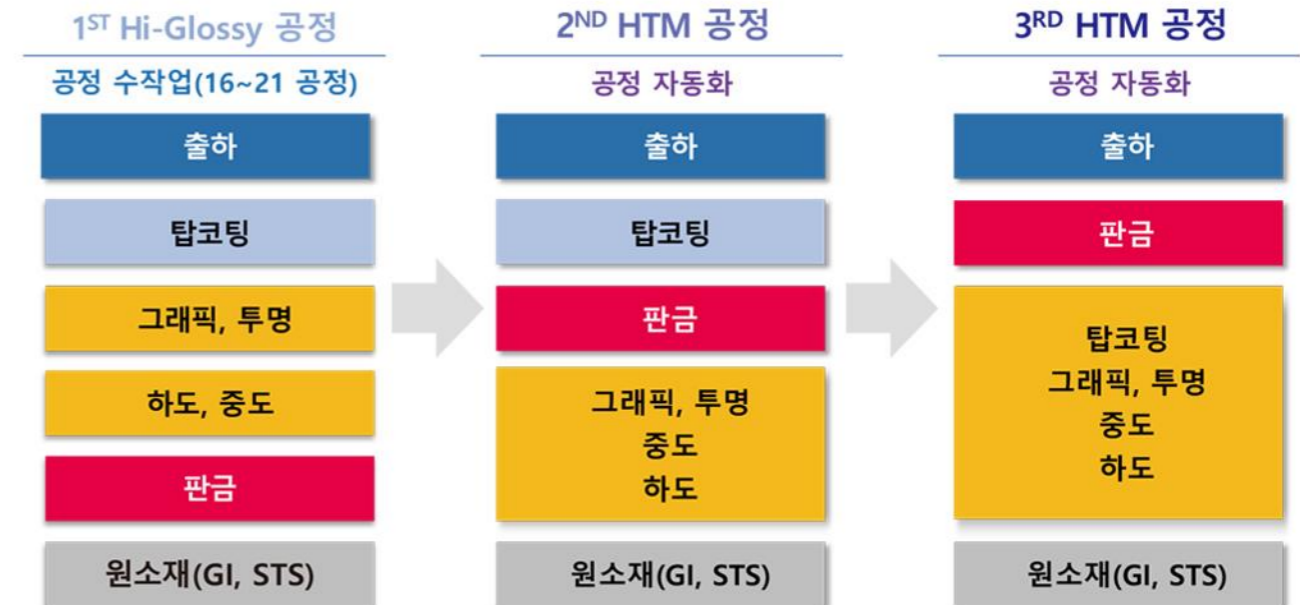 1ST Hi-Glossy 공정
공정 수작업(16~21 공정)
출하
탑코팅
그래픽, 투명
하도, 중도
판금
원소재(GI, STS)
2ND HTM 공정
공정 자동화
출하
탑코팅
판금
그래픽, 투명
중도
하도
원소재(GI, STS)
3RD HTM 공정
공정 자동화
출하
판금
탑코팅
그래픽, 투명
중도
하도
원소재(GI, STS)